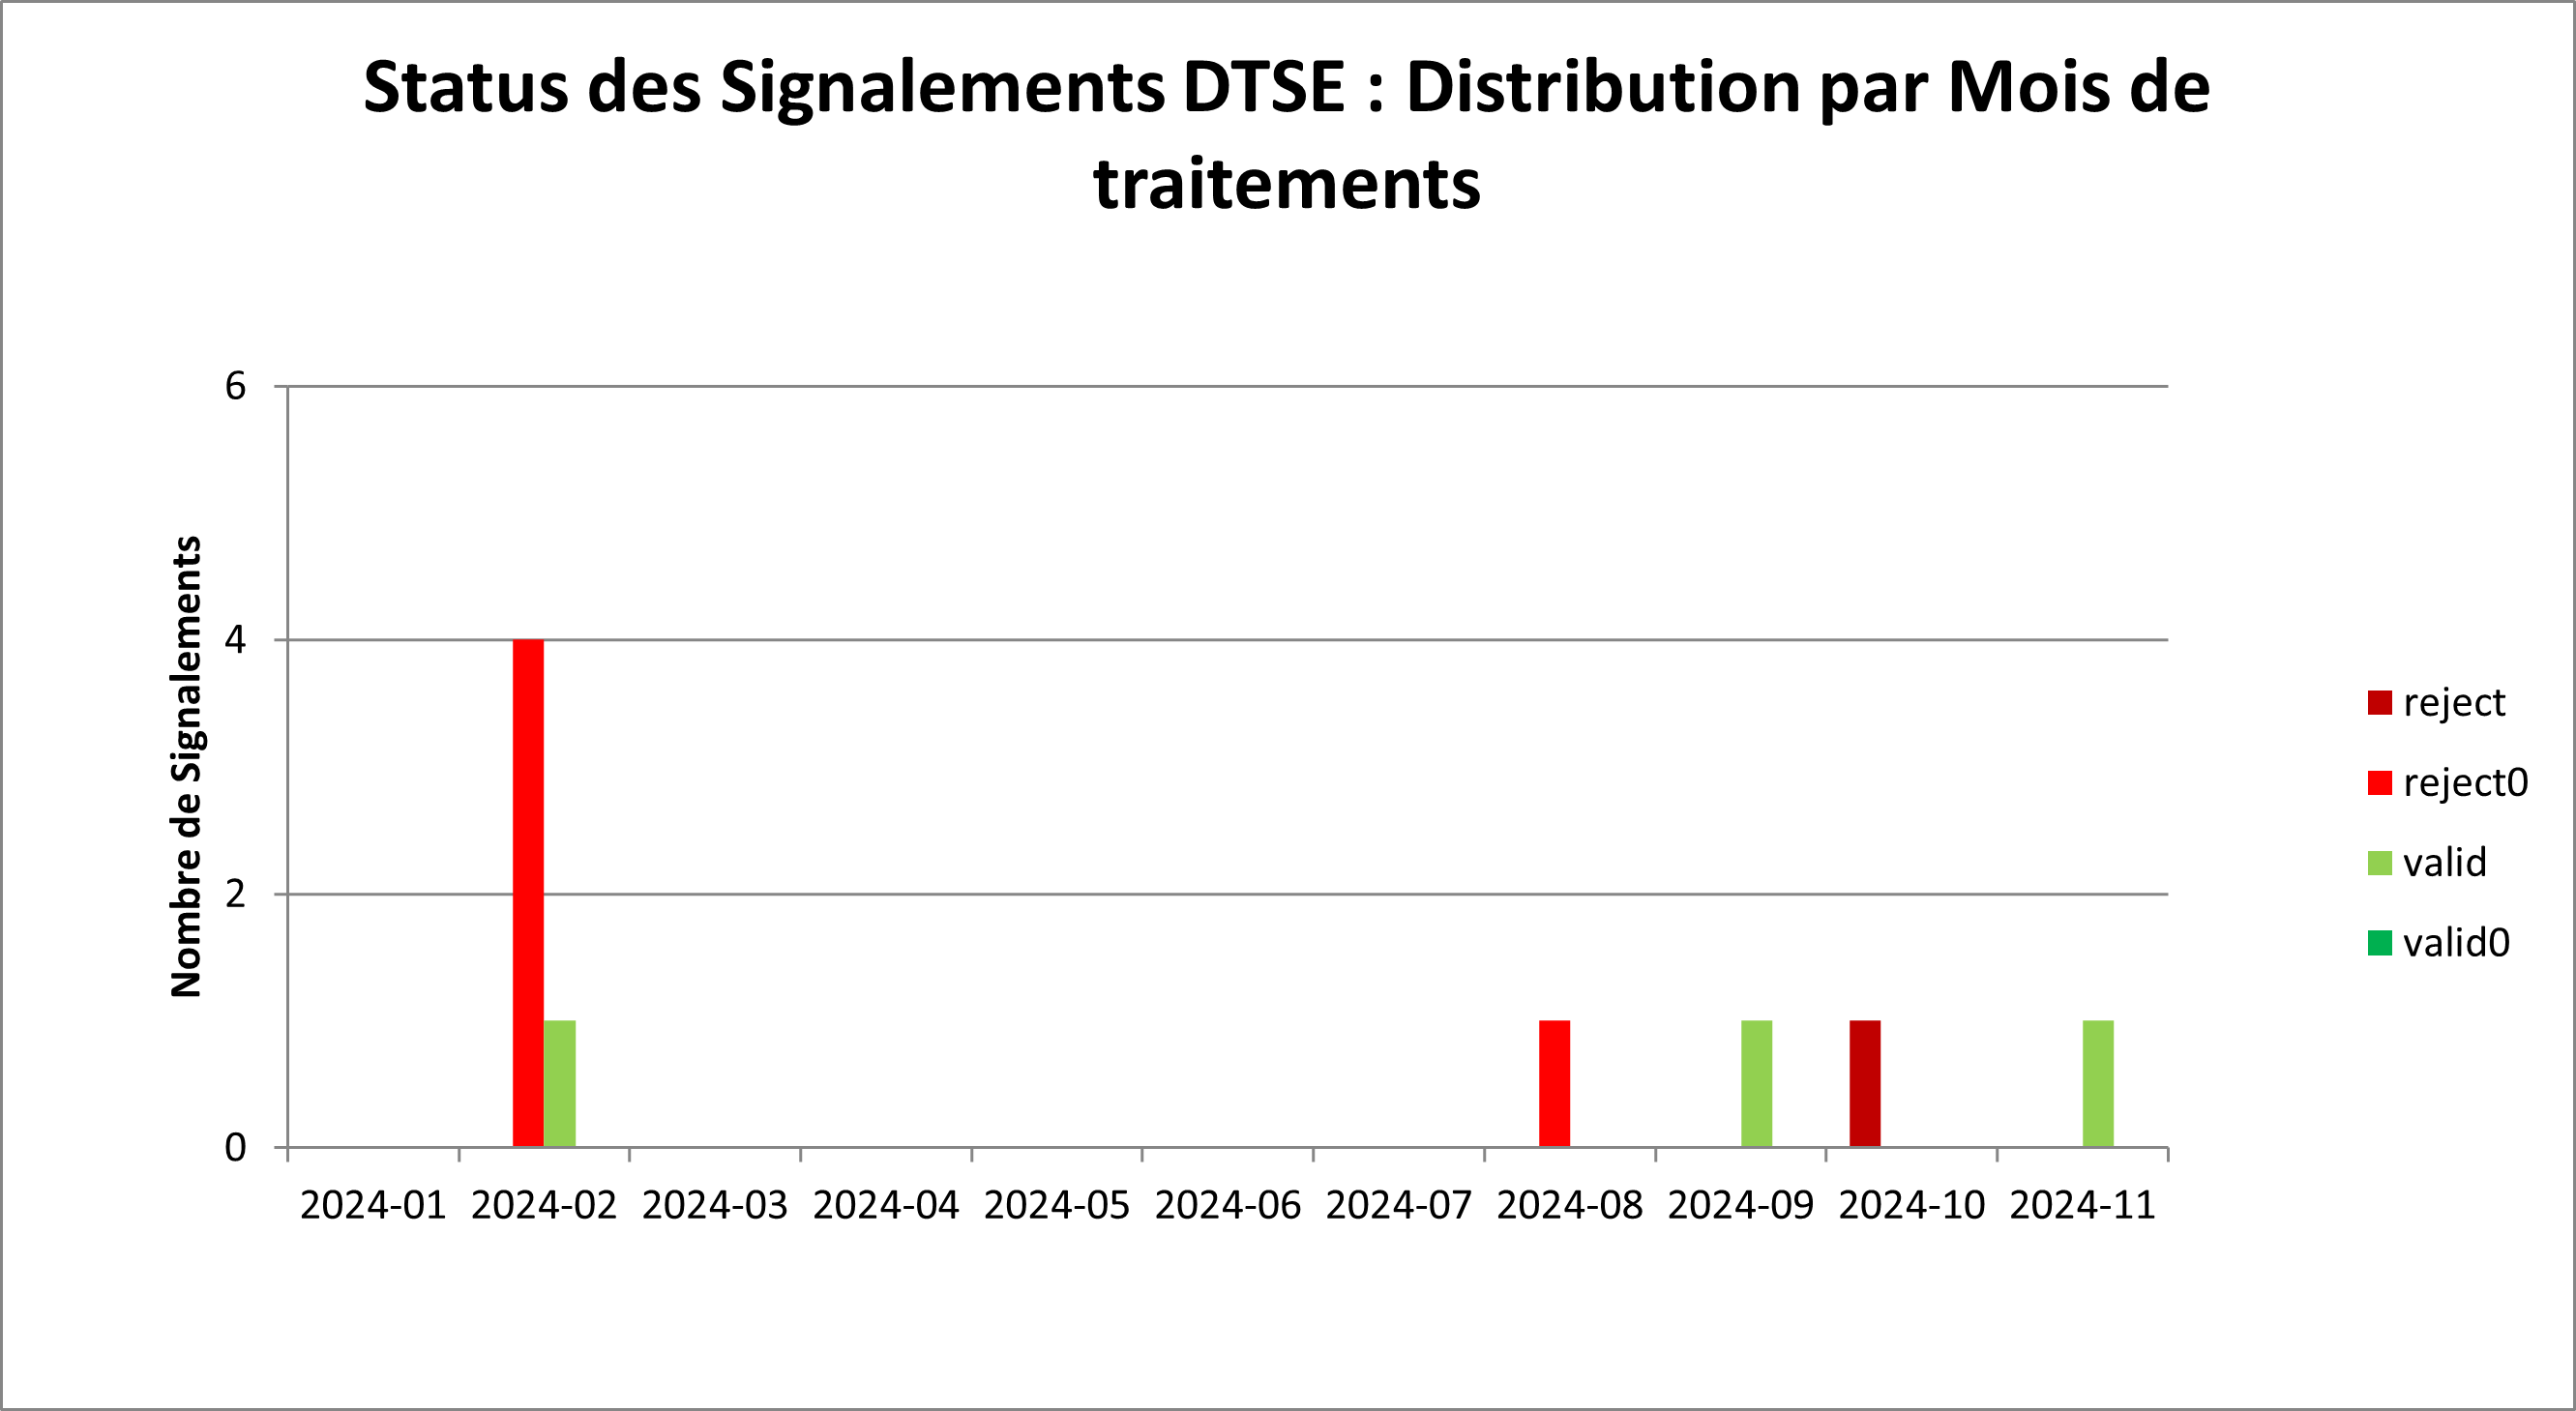 Status des Signalements DTSE : Distribution par Mois de
traitements
Nombre de Signalements
6
4
2
0
2024-01 2024-02 2024-03 2024-04 2024-05 2024-06 2024-07 2024-08 2024-09 2024-10 2024-11
reject
reject0
valid
valid0